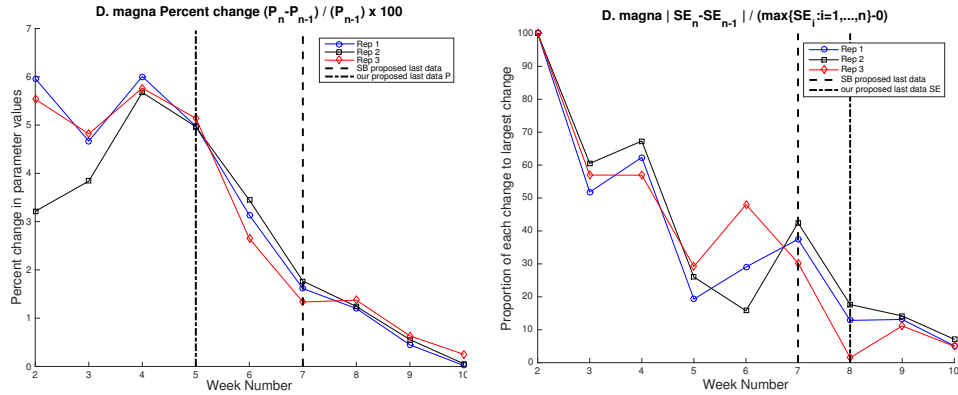 D. magna Percent change (Pn-Pn-1) / (Pn-1) x 100
7
6
5
4
3
2
1
0
Percent change in parameter values
Rep 1
Rep 2
Rep 3
SB proposed last data
our proposed last data P
2 3 4 5 6 7 8 9 10
Week Number
D. magna | SEn-SEn-1| / (max{SEi:i=1,...,n}-0)
100
90
80
70
60
50
40
30
20
10
0
Proportion of each change to largest change
Rep 1
Rep 2
Rep 3
SB proposed last data
our proposed last data SE
2 3 4 5 6 7 8 9 10
Week Number